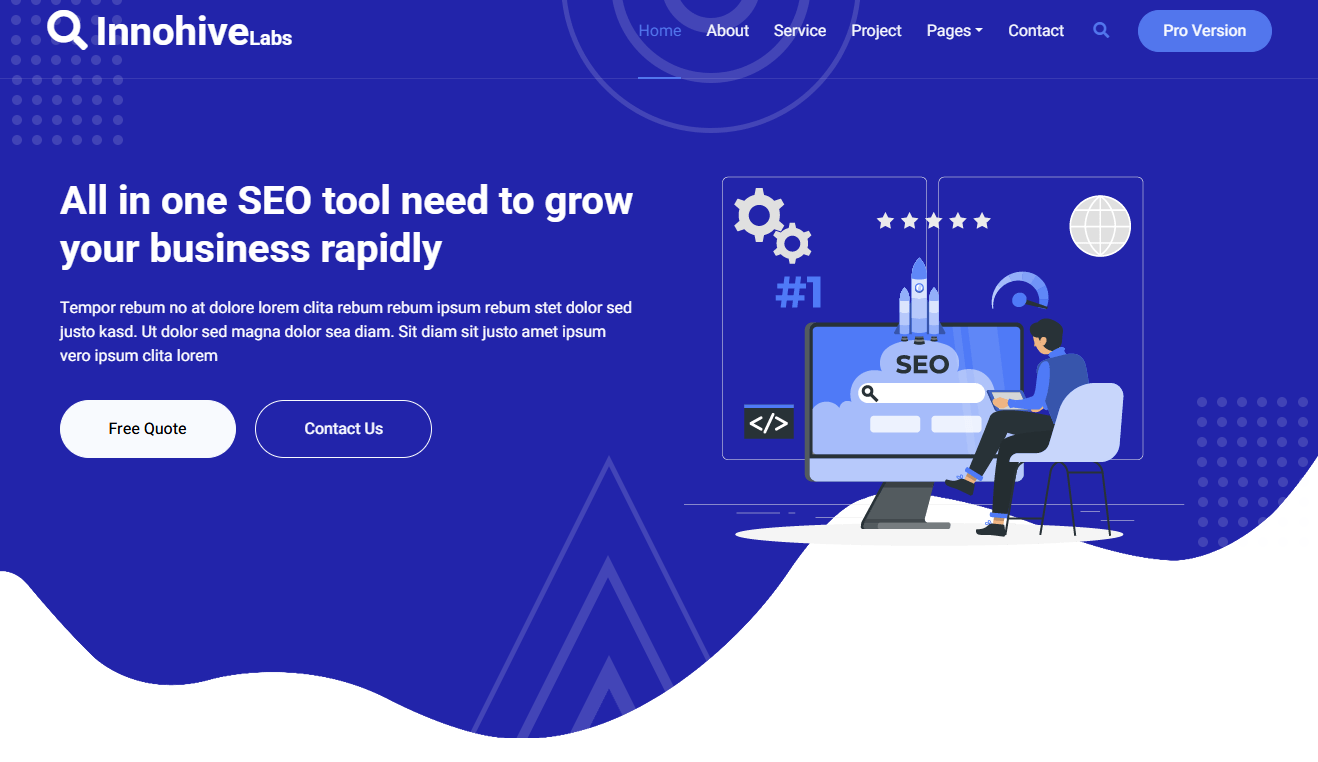 InnohiveLabs
Home About Service Project Pages Contact Pro Version
All in one SEO tool need to grow
your business rapidly
Tempor rebum no at dolore lorem clita rebum rebum ipsum rebum stet dolor sed
justo kasd. Ut dolor sed magna dolor sea diam. Sit diam sit justo amet ipsum
vero ipsum clita lorem
Free Quote Contact Us
#1
SEO
</>